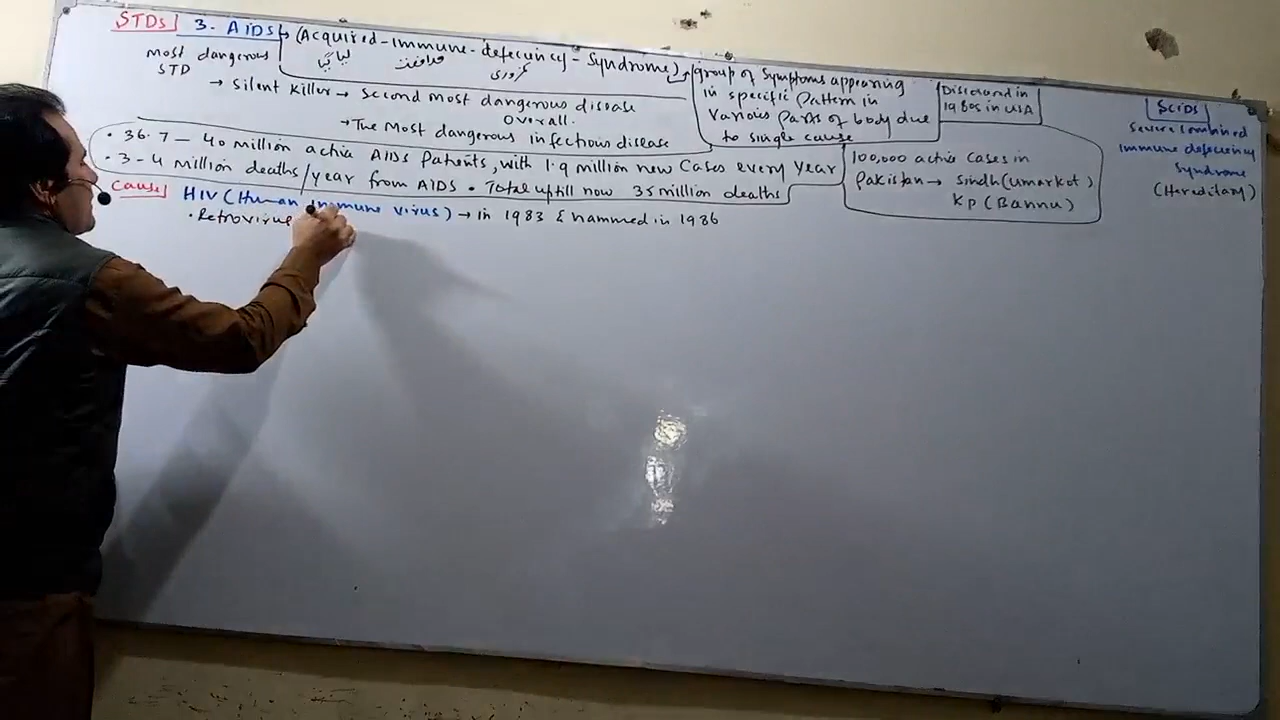 STDs 3. AIDS → (Acquired-Immune-defeciency-Syndrome)
لیا گیا مدافعت کمزوری
Most dangerous
STD
→ Silent Killer → Second most dangerous disease
Overall.
→ The Most dangerous infectious disease
group of Symptoms appearing
in specific Pattern in
Various Parts of body due
to single cause
Discovered in
1980s in USA
SCIDS
Severe Combined
Immune defeciency
Syndrome
(Hereditary)
• 36.7 – 40 million active AIDS Patients, with 1.9 million new Cases every Year
• 3-4 million deaths/year from AIDS • Total uptill now 35 million deaths
100,000 active cases in
Pakistan → Sindh (Umarkot)
KP (Bannu)
Cause HIV (Human Immune virus) → in 1983 & nammed in 1986
• Retrovirus